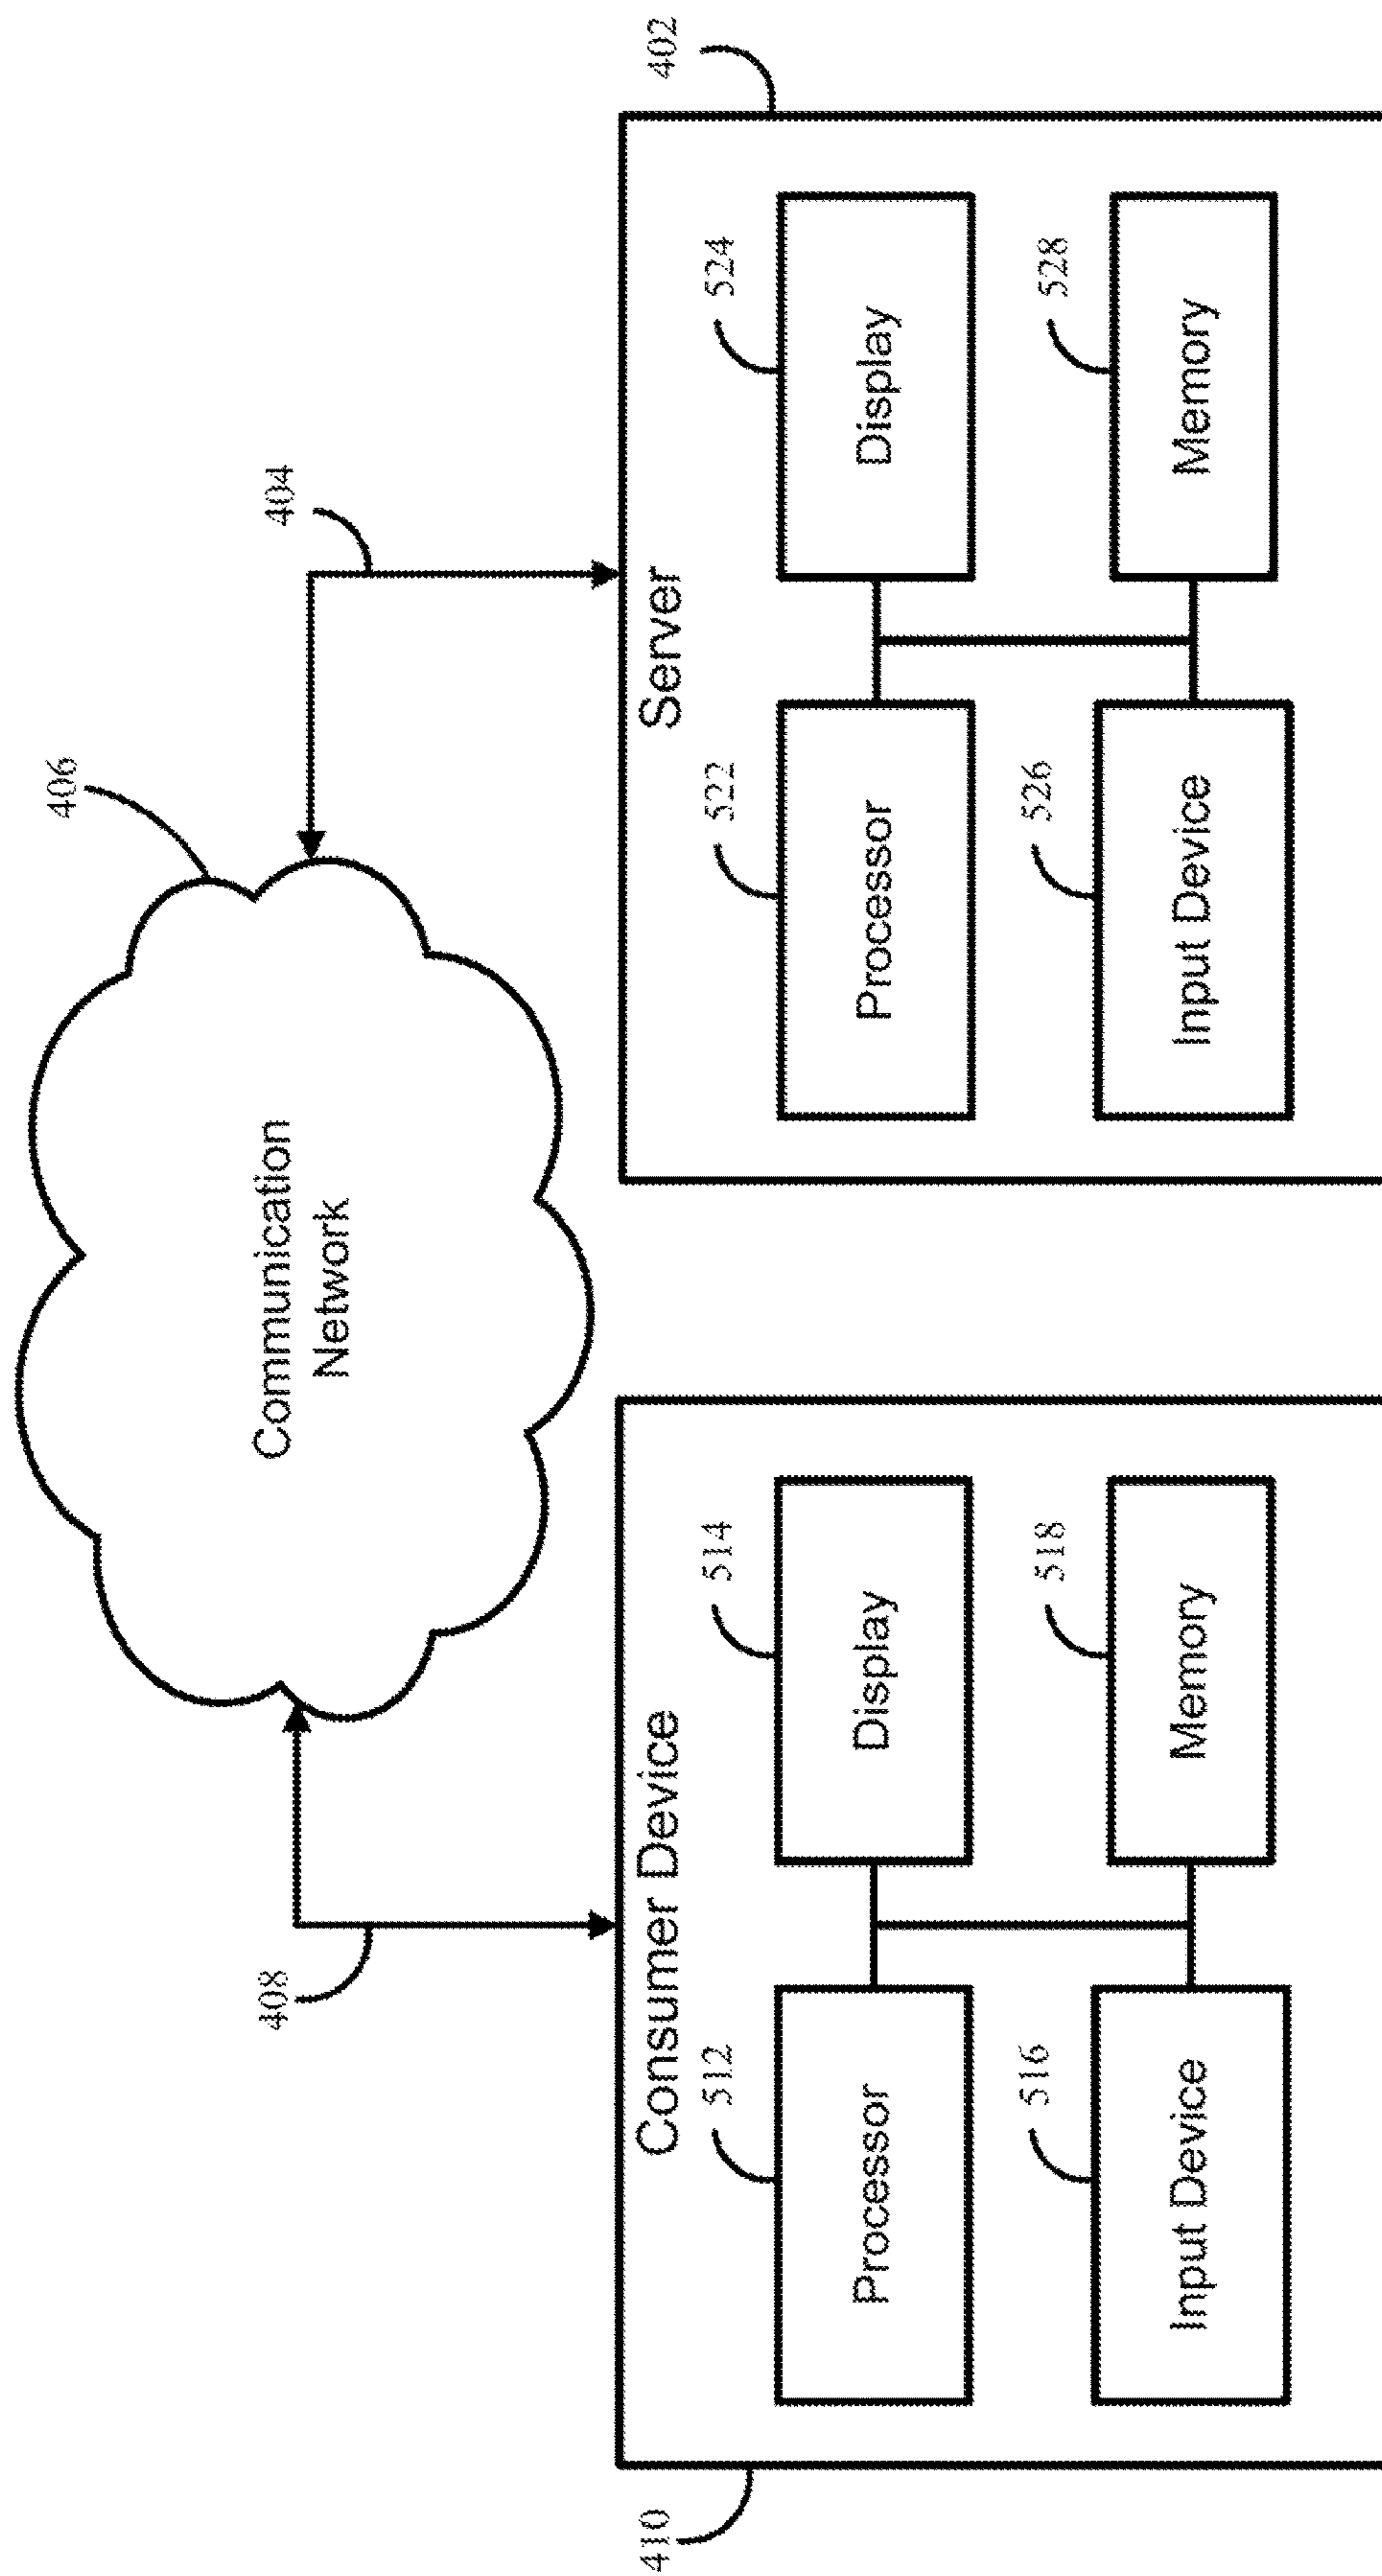 406
Communication
Network
408
404
410
Consumer Device
512
Processor
514
Display
516
Input Device
518
Memory
402
Server
522
Processor
524
Display
526
Input Device
528
Memory